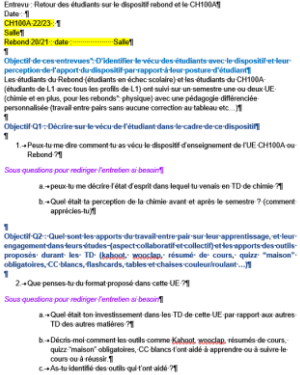 Entrevu : Retour des étudiants sur le dispositif rebond et le CH100A¶
Date : ¶
CH100A 22/23 : ¶
Salle¶
Rebond 20/21 ; date : Salle¶
¶
Objectif de ces entrevues*: D'identifier le vécu des étudiants avec le dispositif et leur
perception de l'apport du dispositif par rapport à leur posture d'étudiant¶
Les étudiants du Rebond (étudiants en échec scolaire) et les étudiants du CH100A
(étudiants de L1 avec tous les profils de L1) ont suivi sur un semestre une ou deux UE
(chimie et en plus, pour les rebonds*: physique) avec une pédagogie différenciée
personnalisée (travail entre pairs sans aucune correction au tableau etc…)¶
¶
Objectif Q1 : Décrire sur le vécu de l'étudiant dans le cadre de ce dispositif¶
¶
1.→Peux-tu me dire comment tu as vécu le dispositif d'enseignement de l'UE CH100A ou
Rebond ?¶
Sous questions pour rediriger l'entretien si besoin¶
a.→peux-tu me décrire l'état d'esprit dans lequel tu venais en TD de chimie ?¶
b.→Quel était ta perception de la chimie avant et après le semestre ? (comment
apprécies-tu)¶
¶
Objectif Q2 : Quel sont les apports du travail entre pair sur leur apprentissage, et leur
engagement dans leurs études (aspect collaboratif et collectif) et les apports des outils
proposés durant les TD (kahoot, wooclap, résumé de cours, quizz "maison"
obligatoires, CC blancs, flashcards, tables et chaises couleur/roulant …)¶
¶
2.→Que penses-tu du format proposé dans cette UE ?¶
Sous questions pour rediriger l'entretien si besoin¶
a.→Quel était ton investissement dans les TD de cette UE par rapport aux autres
TD des autres matières ?¶
b.→Décris-moi comment les outils comme Kahoot, wooclap, résumés de cours,
quizz "maison" obligatoires, CC blancs t'ont aidé à apprendre ou à suivre le
cours ou à réussir.¶
c.→As-tu identifié des outils qui t'ont aidé ?¶